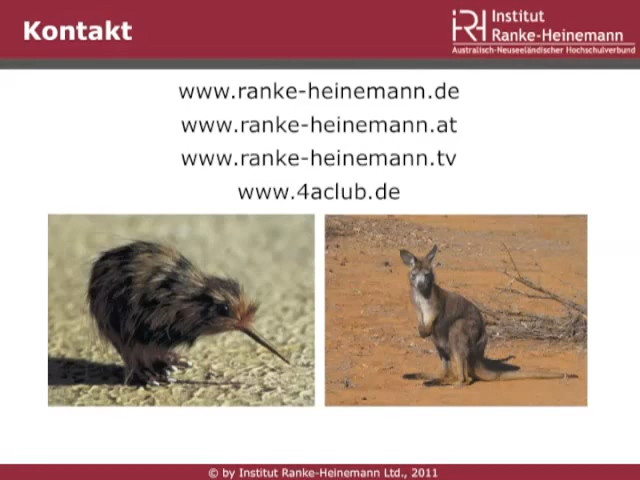 Kontakt
Institut
Ranke-Heinemann
Australisch-Neuseeländischer Hochschulverbund
www.ranke-heinemann.de
www.ranke-heinemann.at
www.ranke-heinemann.tv
www.4aclub.de
© by Institut Ranke-Heinemann Ltd., 2011